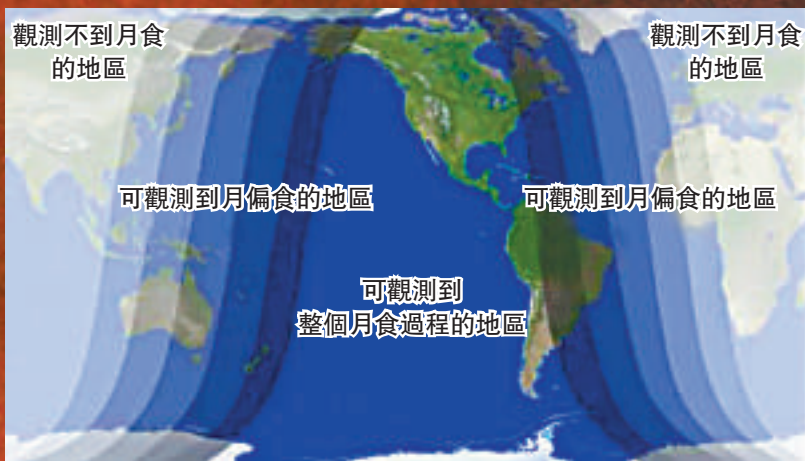 觀測不到月食
的地區
觀測不到月食
的地區
可觀測到月偏食的地區
可觀測到月偏食的地區
可觀測到
整個月食過程的地區